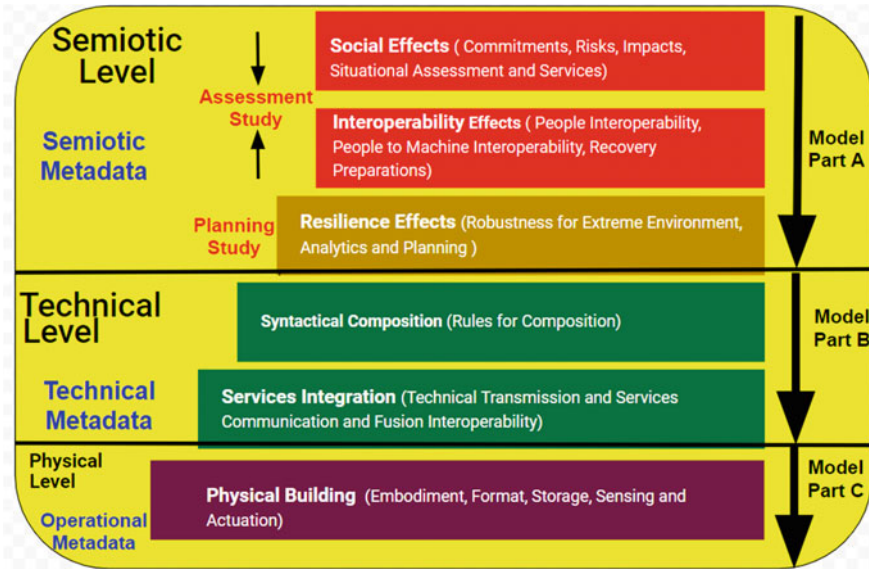 Semiotic
Level
Semiotic
Metadata
Assessment
Study
Planning
Study
Social Effects ( Commitments, Risks, Impacts,
Situational Assessment and Services)
Interoperability Effects ( People Interoperability,
People to Machine Interoperability, Recovery
Preparations)
Resilience Effects (Robustness for Extreme Environment,
Analytics and Planning )
Model
Part A
Technical
Level
Technical
Metadata
Syntactical Composition (Rules for Composition)
Services Integration (Technical Transmission and Services
Communication and Fusion Interoperability)
Model
Part B
Physical
Level
Operational
Metadata
Physical Building (Embodiment, Format, Storage, Sensing and
Actuation)
Model
Part C